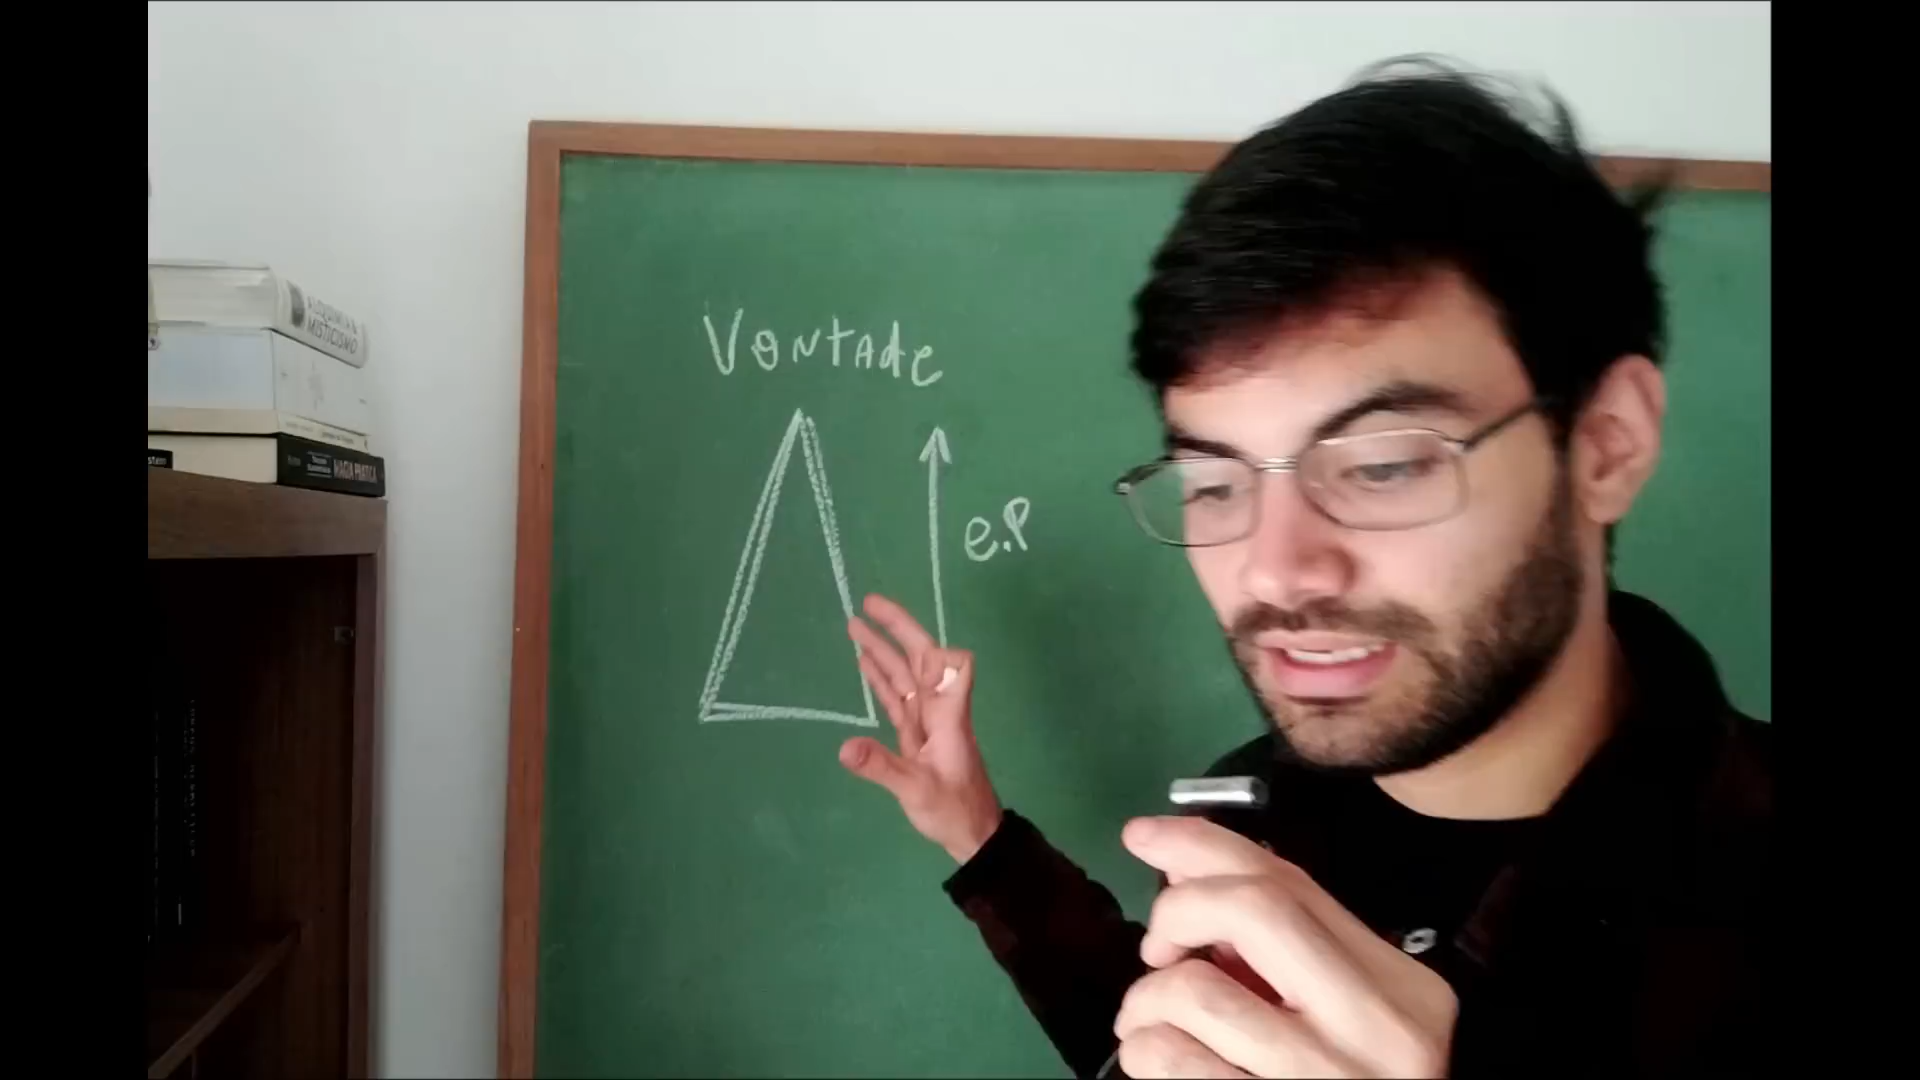 Vontade
e.P
ALQUIMIA &
MISTICISMO
MAGIA PRÁTICA